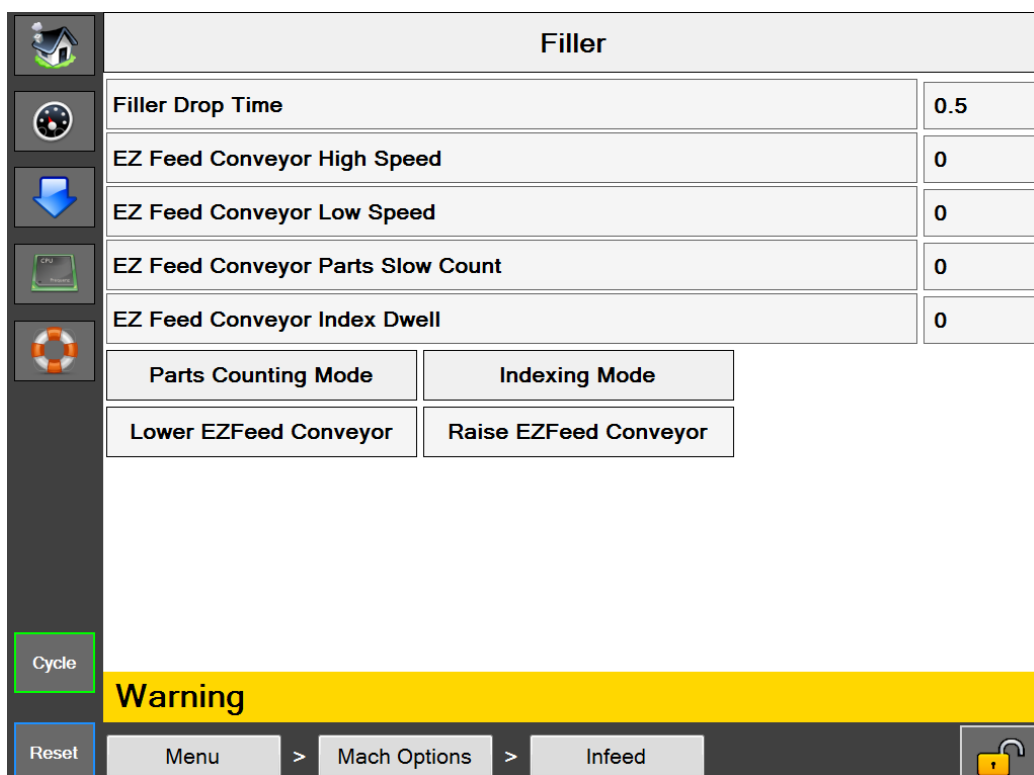 Filler
Filler Drop Time 0.5
EZ Feed Conveyor High Speed 0
EZ Feed Conveyor Low Speed 0
EZ Feed Conveyor Parts Slow Count 0
EZ Feed Conveyor Index Dwell 0
Parts Counting Mode Indexing Mode
Lower EZFeed Conveyor Raise EZFeed Conveyor
CPU
Cycle
Warning
Reset Menu > Mach Options > Infeed